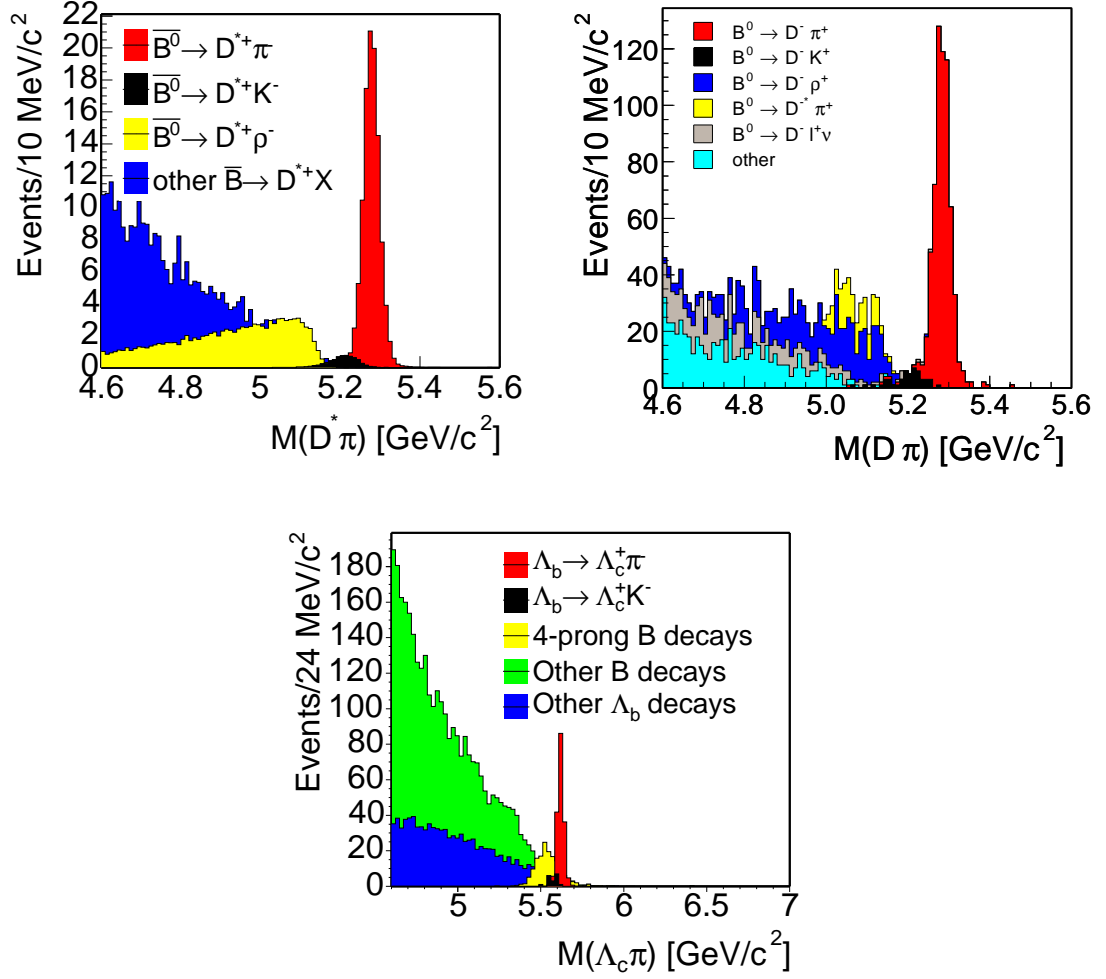 Events/10 MeV/c²
22
20
18
16
14
12
10
8
6
4
2
0
B⁰ → D*⁺π⁻
B⁰ → D*⁺K⁻
B⁰ → D*⁺ρ⁻
other B → D*⁺X
4.6 4.8 5 5.2 5.4 5.6
M(D*π) [GeV/c²]
Events/10 MeV/c²
120
100
80
60
40
20
0
B⁰ → D⁻ π⁺
B⁰ → D⁻ K⁺
B⁰ → D⁻ ρ⁺
B⁰ → D⁻* π⁺
B⁰ → D⁻ l⁺ν
other
4.6 4.8 5.0 5.2 5.4 5.6
M(D π) [GeV/c²]
Events/24 MeV/c²
180
160
140
120
100
80
60
40
20
0
Λb → Λc⁺π⁻
Λb → Λc⁺K⁻
4-prong B decays
Other B decays
Other Λb decays
5 5.5 6 6.5 7
M(Λcπ) [GeV/c²]